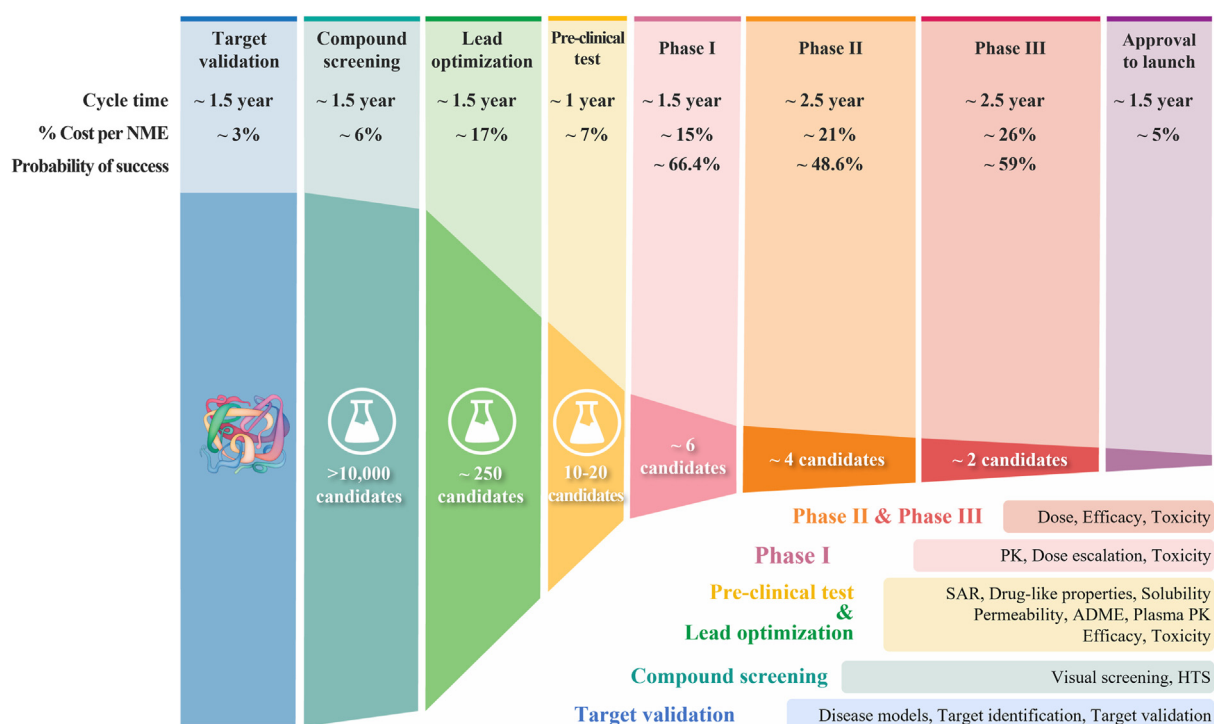 Target validation
Compound screening
Lead optimization
Pre-clinical test
Phase I
Phase II
Phase III
Approval to launch
Cycle time ~ 1.5 year ~ 1.5 year ~ 1.5 year ~ 1 year ~ 1.5 year ~ 2.5 year ~ 2.5 year ~ 1.5 year
% Cost per NME ~ 3% ~ 6% ~ 17% ~ 7% ~ 15% ~ 21% ~ 26% ~ 5%
Probability of success ~ 66.4% ~ 48.6% ~ 59%
>10,000
candidates
~ 250
candidates
10-20
candidates
~ 6
candidates
~ 4 candidates
~ 2 candidates
Phase II & Phase III Dose, Efficacy, Toxicity
Phase I PK, Dose escalation, Toxicity
Pre-clinical test
&
Lead optimization
SAR, Drug-like properties, Solubility
Permeability, ADME, Plasma PK
Efficacy, Toxicity
Compound screening Visual screening, HTS
Target validation Disease models, Target identification, Target validation